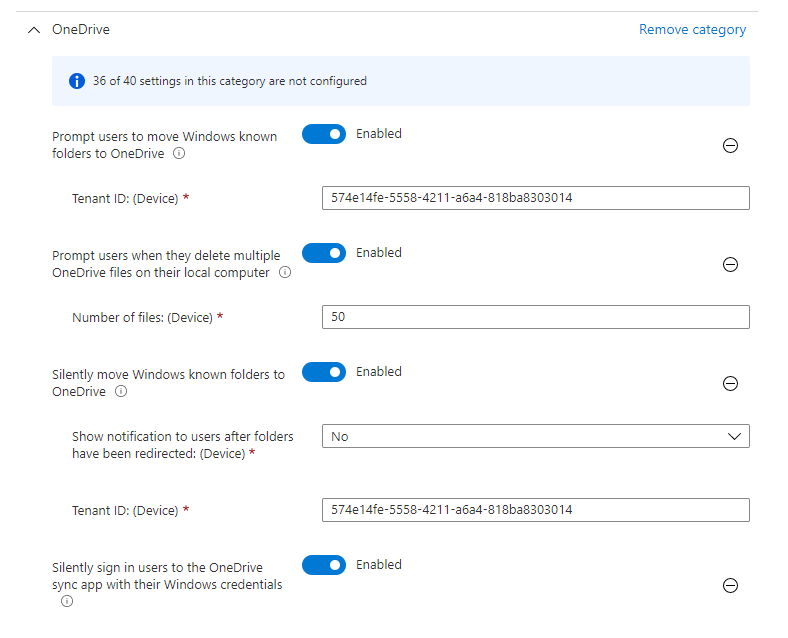 OneDrive
Remove category
36 of 40 settings in this category are not configured
Prompt users to move Windows known
folders to OneDrive
Enabled
Tenant ID: (Device) *
574e14fe-5558-4211-a6a4-818ba8303014
Prompt users when they delete multiple
OneDrive files on their local computer
Enabled
Number of files: (Device) *
50
Silently move Windows known folders to
OneDrive
Enabled
Show notification to users after folders
have been redirected: (Device) *
No
Tenant ID: (Device) *
574e14fe-5558-4211-a6a4-818ba8303014
Silently sign in users to the OneDrive
sync app with their Windows credentials
Enabled